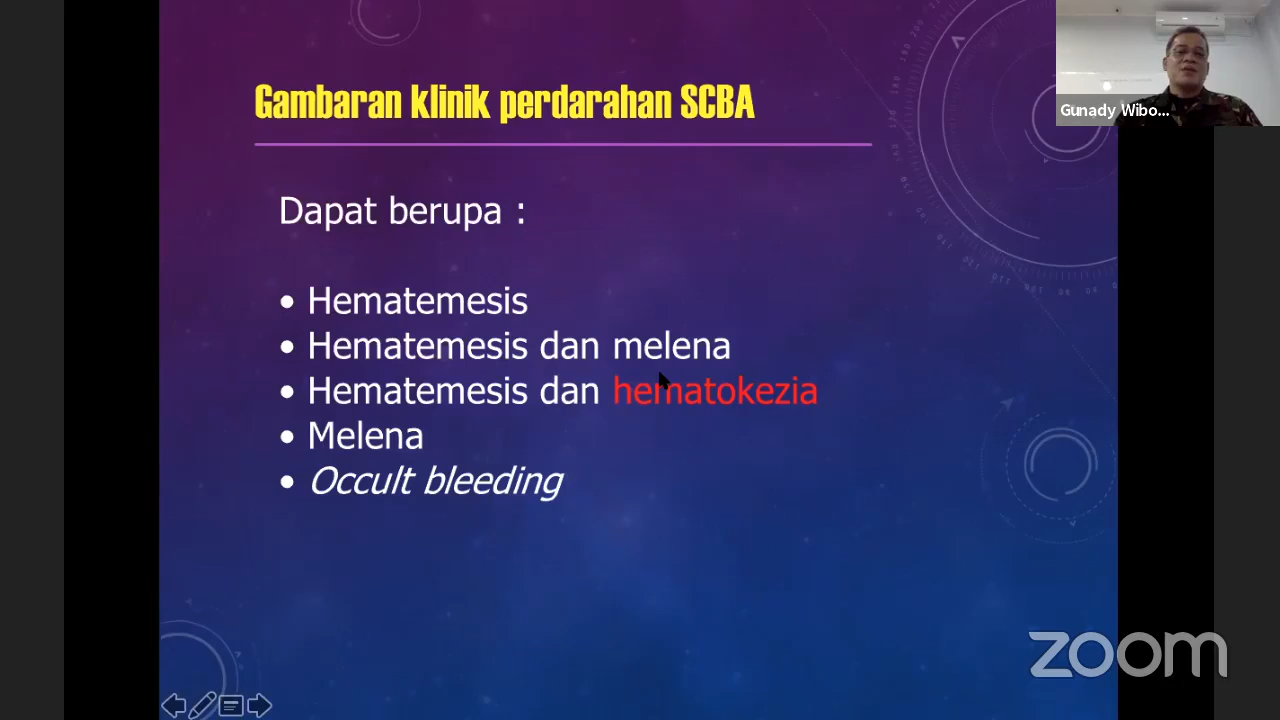 Gambaran klinik perdarahan SCBA
Gunady Wibo...
Dapat berupa :
• Hematemesis
• Hematemesis dan melena
• Hematemesis dan hematokezia
• Melena
• Occult bleeding
zoom